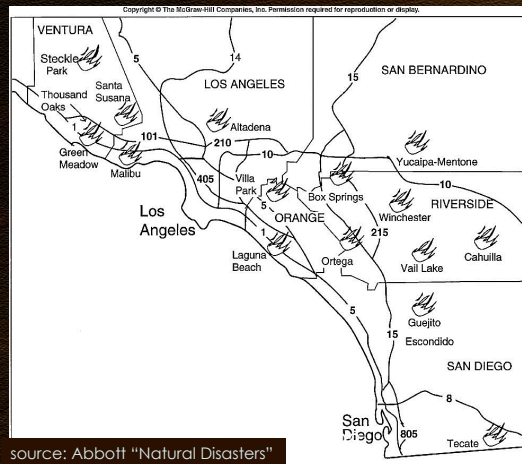 Copyright © The McGraw-Hill Companies, Inc. Permission required for reproduction or display.
VENTURA
Steckle
Park
5
14
LOS ANGELES
15
SAN BERNARDINO
Thousand
Oaks
Santa
Susana
1
101
Altadena
210
10
Green
Meadow
Malibu
Yucaipa-Mentone
405
Villa
Park
5
Box Springs
10
RIVERSIDE
Los
Angeles
ORANGE
Winchester
1
215
Laguna
Beach
Ortega
Vail Lake
Cahuilla
5
Guejito
15
Escondido
SAN DIEGO
8
San
Diego
805
Tecate
source: Abbott “Natural Disasters”